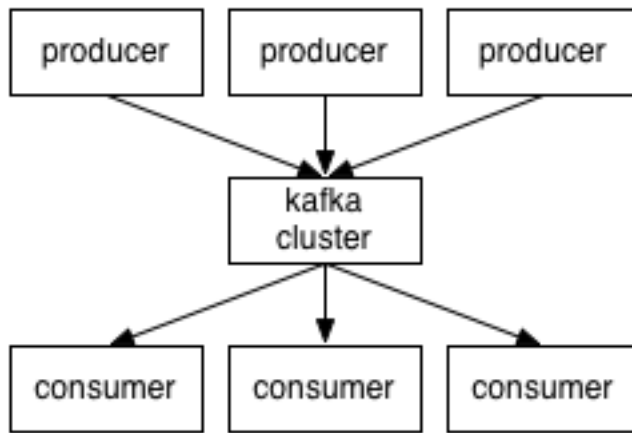 producer
producer
producer
kafka
cluster
consumer
consumer
consumer